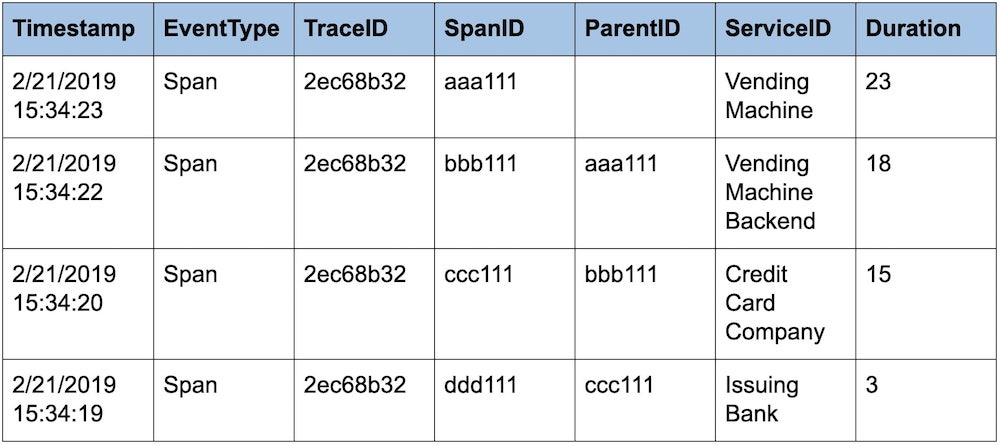 Timestamp EventType TraceID SpanID ParentID ServiceID Duration
2/21/2019 Span 2ec68b32 aaa111 Vending 23
15:34:23 Machine
2/21/2019 Span 2ec68b32 bbb111 aaa111 Vending 18
15:34:22 Machine
Backend
2/21/2019 Span 2ec68b32 ccc111 bbb111 Credit 15
15:34:20 Card
Company
2/21/2019 Span 2ec68b32 ddd111 ccc111 Issuing 3
15:34:19 Bank